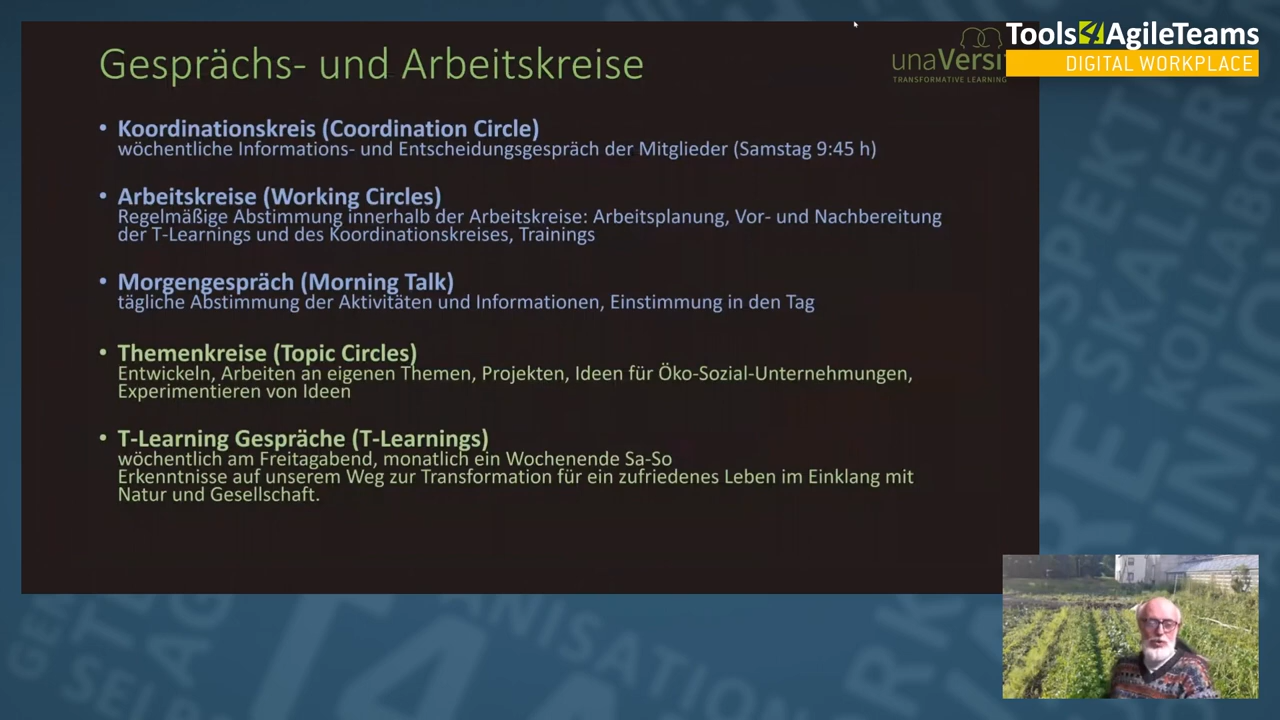 Gesprächs- und Arbeitskreise
unaVersi
TRANSFORMATIVE LEARNING
Tools4AgileTeams
DIGITAL WORKPLACE
• Koordinationskreis (Coordination Circle)
wöchentliche Informations- und Entscheidungsgespräch der Mitglieder (Samstag 9:45 h)
• Arbeitskreise (Working Circles)
Regelmäßige Abstimmung innerhalb der Arbeitskreise: Arbeitsplanung, Vor- und Nachbereitung
der T-Learnings und des Koordinationskreises, Trainings
• Morgengespräch (Morning Talk)
tägliche Abstimmung der Aktivitäten und Informationen, Einstimmung in den Tag
• Themenkreise (Topic Circles)
Entwickeln, Arbeiten an eigenen Themen, Projekten, Ideen für Öko-Sozial-Unternehmungen,
Experimentieren von Ideen
• T-Learning Gespräche (T-Learnings)
wöchentlich am Freitagabend, monatlich ein Wochenende Sa-So
Erkenntnisse auf unserem Weg zur Transformation für ein zufriedenes Leben im Einklang mit
Natur und Gesellschaft.